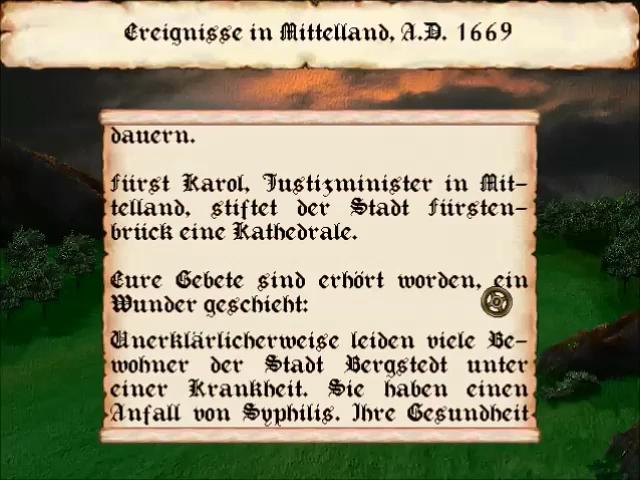 Ereignisse in Mittelland, A.D. 1669
dauern.
Fürst Karol, Justizminister in Mit-
telland, stiftet der Stadt Fürsten-
brück eine Kathedrale.
Eure Gebete sind erhört worden, ein
Wunder geschieht:
Unerklärlicherweise leiden viele Be-
wohner der Stadt Bergstedt unter
einer Krankheit. Sie haben einen
Anfall von Syphilis. Ihre Gesundheit